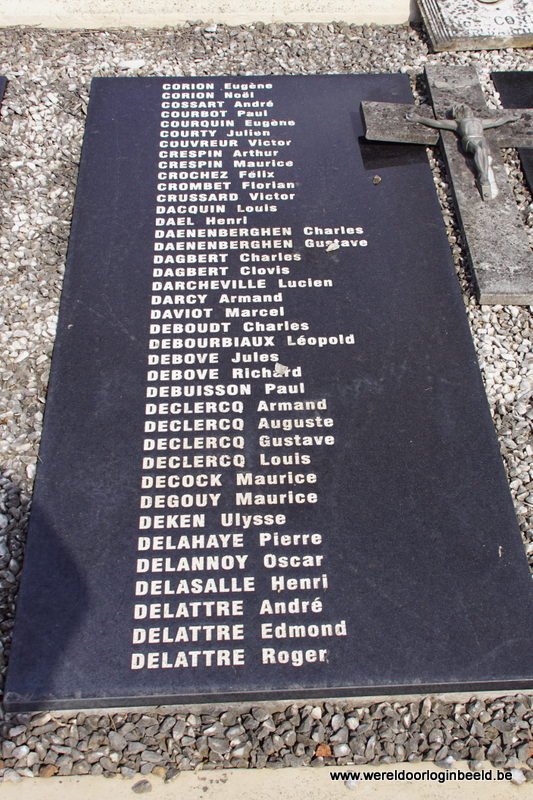 CORION Eugène
CORION Noël
COSSART André
COURBOT Paul
COURQUIN Eugène
COURTY Julien
COUVREUR Victor
CRESPIN Arthur
CRESPIN Maurice
CROCHEZ Félix
CROMBET Florian
CRUSSARD Victor
DACQUIN Louis
DAEL Henri
DAENENBERGHEN Charles
DAENENBERGHEN Gustave
DAGBERT Charles
DAGBERT Clovis
DARCHEVILLE Lucien
DARCY Armand
DAVIOT Marcel
DEBOUDT Charles
DEBOURBIAUX Léopold
DEBOVE Jules
DEBOVE Richard
DEBUISSON Paul
DECLERCQ Armand
DECLERCQ Auguste
DECLERCQ Gustave
DECLERCQ Louis
DECOCK Maurice
DEGOUY Maurice
DEKEN Ulysse
DELAHAYE Pierre
DELANNOY Oscar
DELASALLE Henri
DELATTRE André
DELATTRE Edmond
DELATTRE Roger
www.wereldoorloginbeeld.be